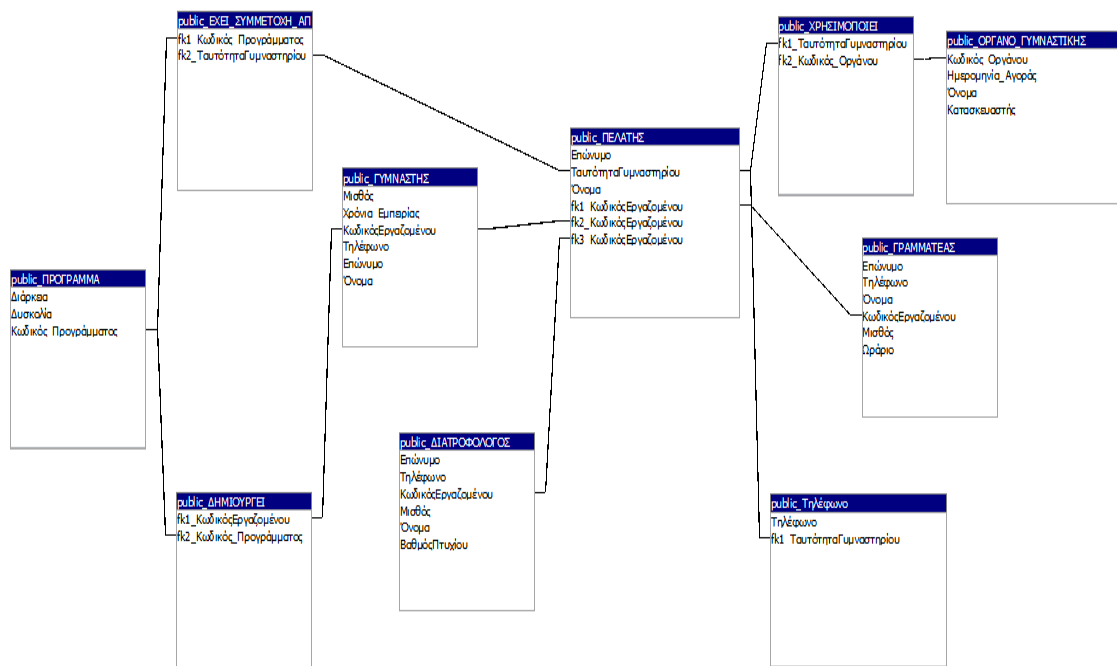 public_ΕΧΕΙ_ΣΥΜΜΕΤΟΧΗ_ΑΠ
fk1_Κωδικός_Προγράμματος
fk2_ΤαυτότηταΓυμναστηρίου
public_ΧΡΗΣΙΜΟΠΟΙΕΙ
fk1_ΤαυτότηταΓυμναστηρίου
fk2_Κωδικός_Οργάνου
public_ΟΡΓΑΝΟ_ΓΥΜΝΑΣΤΙΚΗΣ
Κωδικός_Οργάνου
Ημερομηνία_Αγοράς
Όνομα
Κατασκευαστής
public_ΠΕΛΑΤΗΣ
Επώνυμο
ΤαυτότηταΓυμναστηρίου
Όνομα
fk1_ΚωδικόςΕργαζομένου
fk2_ΚωδικόςΕργαζομένου
fk3_ΚωδικόςΕργαζομένου
public_ΓΥΜΝΑΣΤΗΣ
Μισθός
Χρόνια_Εμπειρίας
ΚωδικόςΕργαζομένου
Τηλέφωνο
Επώνυμο
Όνομα
public_ΓΡΑΜΜΑΤΕΑΣ
Επώνυμο
Τηλέφωνο
Όνομα
ΚωδικόςΕργαζομένου
Μισθός
Ωράριο
public_ΠΡΟΓΡΑΜΜΑ
Διάρκεια
Δυσκολία
Κωδικός_Προγράμματος
public_ΔΙΑΤΡΟΦΟΛΟΓΟΣ
Επώνυμο
Τηλέφωνο
ΚωδικόςΕργαζομένου
Μισθός
Όνομα
ΒαθμόςΠτυχίου
public_ΔΗΜΙΟΥΡΓΕΙ
fk1_ΚωδικόςΕργαζομένου
fk2_Κωδικός_Προγράμματος
public_Τηλέφωνο
Τηλέφωνο
fk1_ΤαυτότηταΓυμναστηρίου